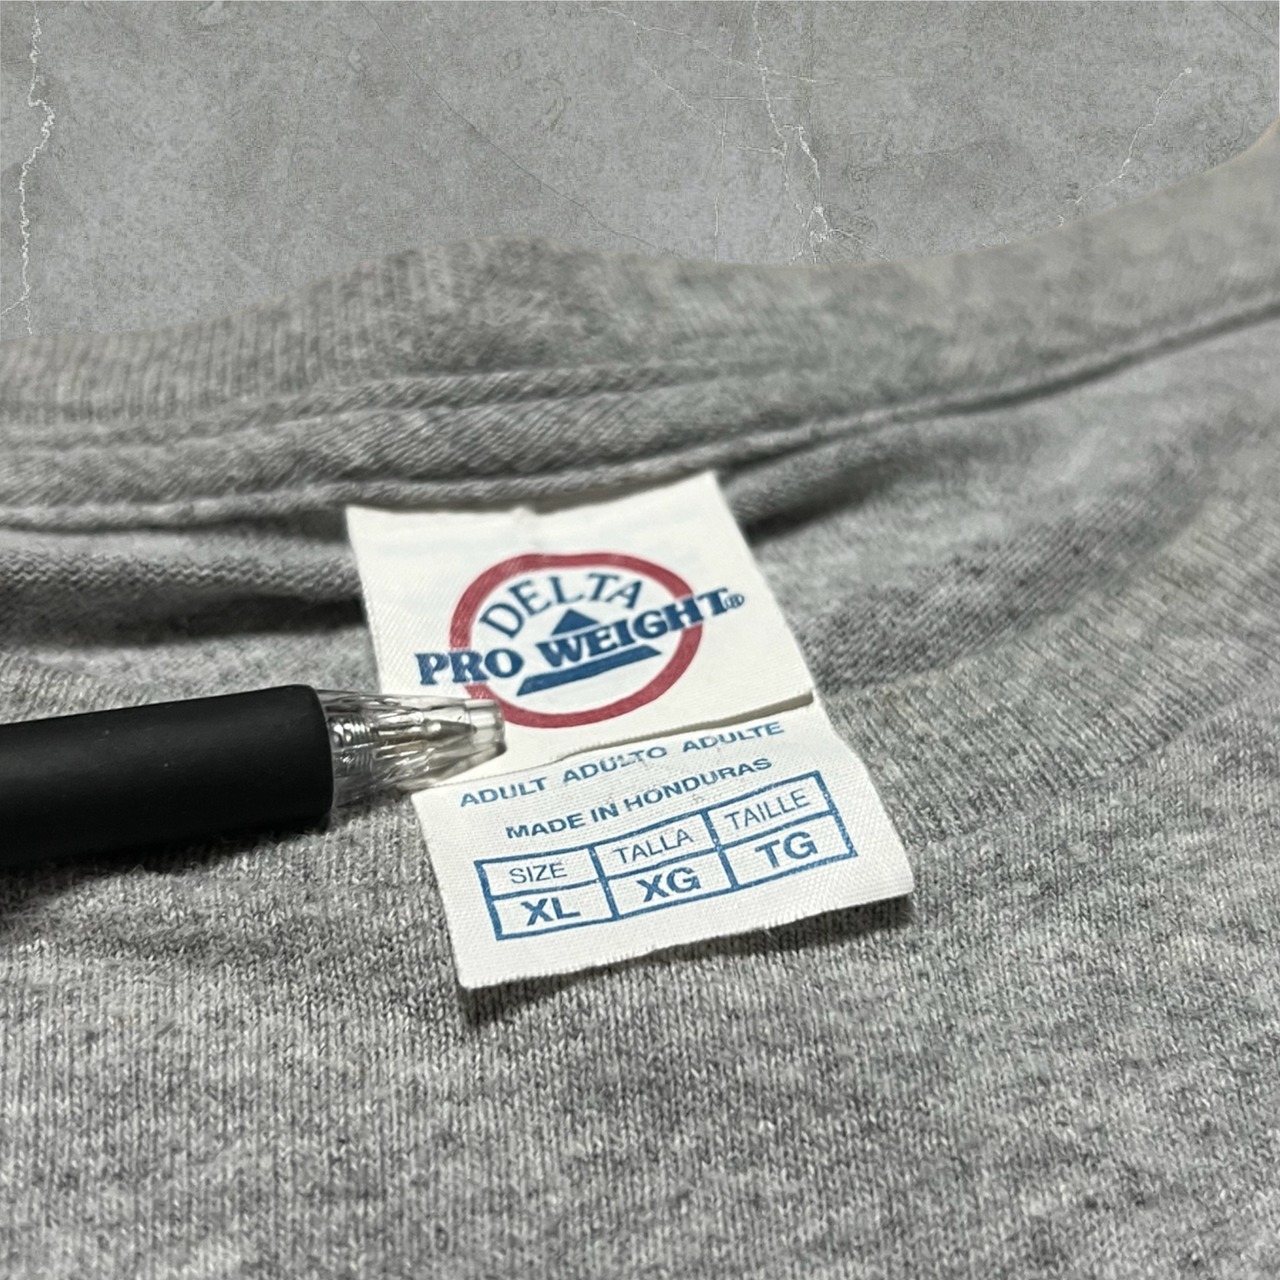 DELTA
PRO WEIGHT®
ADULT ADULTO ADULTE
MADE IN HONDURAS
SIZE TALLA TAILLE
XL XG TG